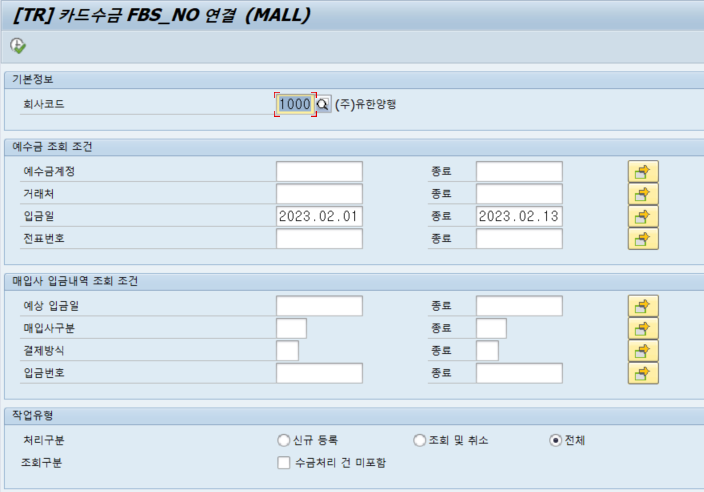 [TR] 카드수금 FBS_NO 연결 (MALL)
기본정보
회사코드 1000 (주)유한양행
예수금 조회 조건
예수금계정 종료
거래처 종료
입금일 2023.02.01 종료 2023.02.13
전표번호 종료
매입사 입금내역 조회 조건
예상 입금일 종료
매입사구분 종료
결제방식 종료
입금번호 종료
작업유형
처리구분 신규 등록 조회 및 취소 전체
조회구분 수금처리 건 미포함